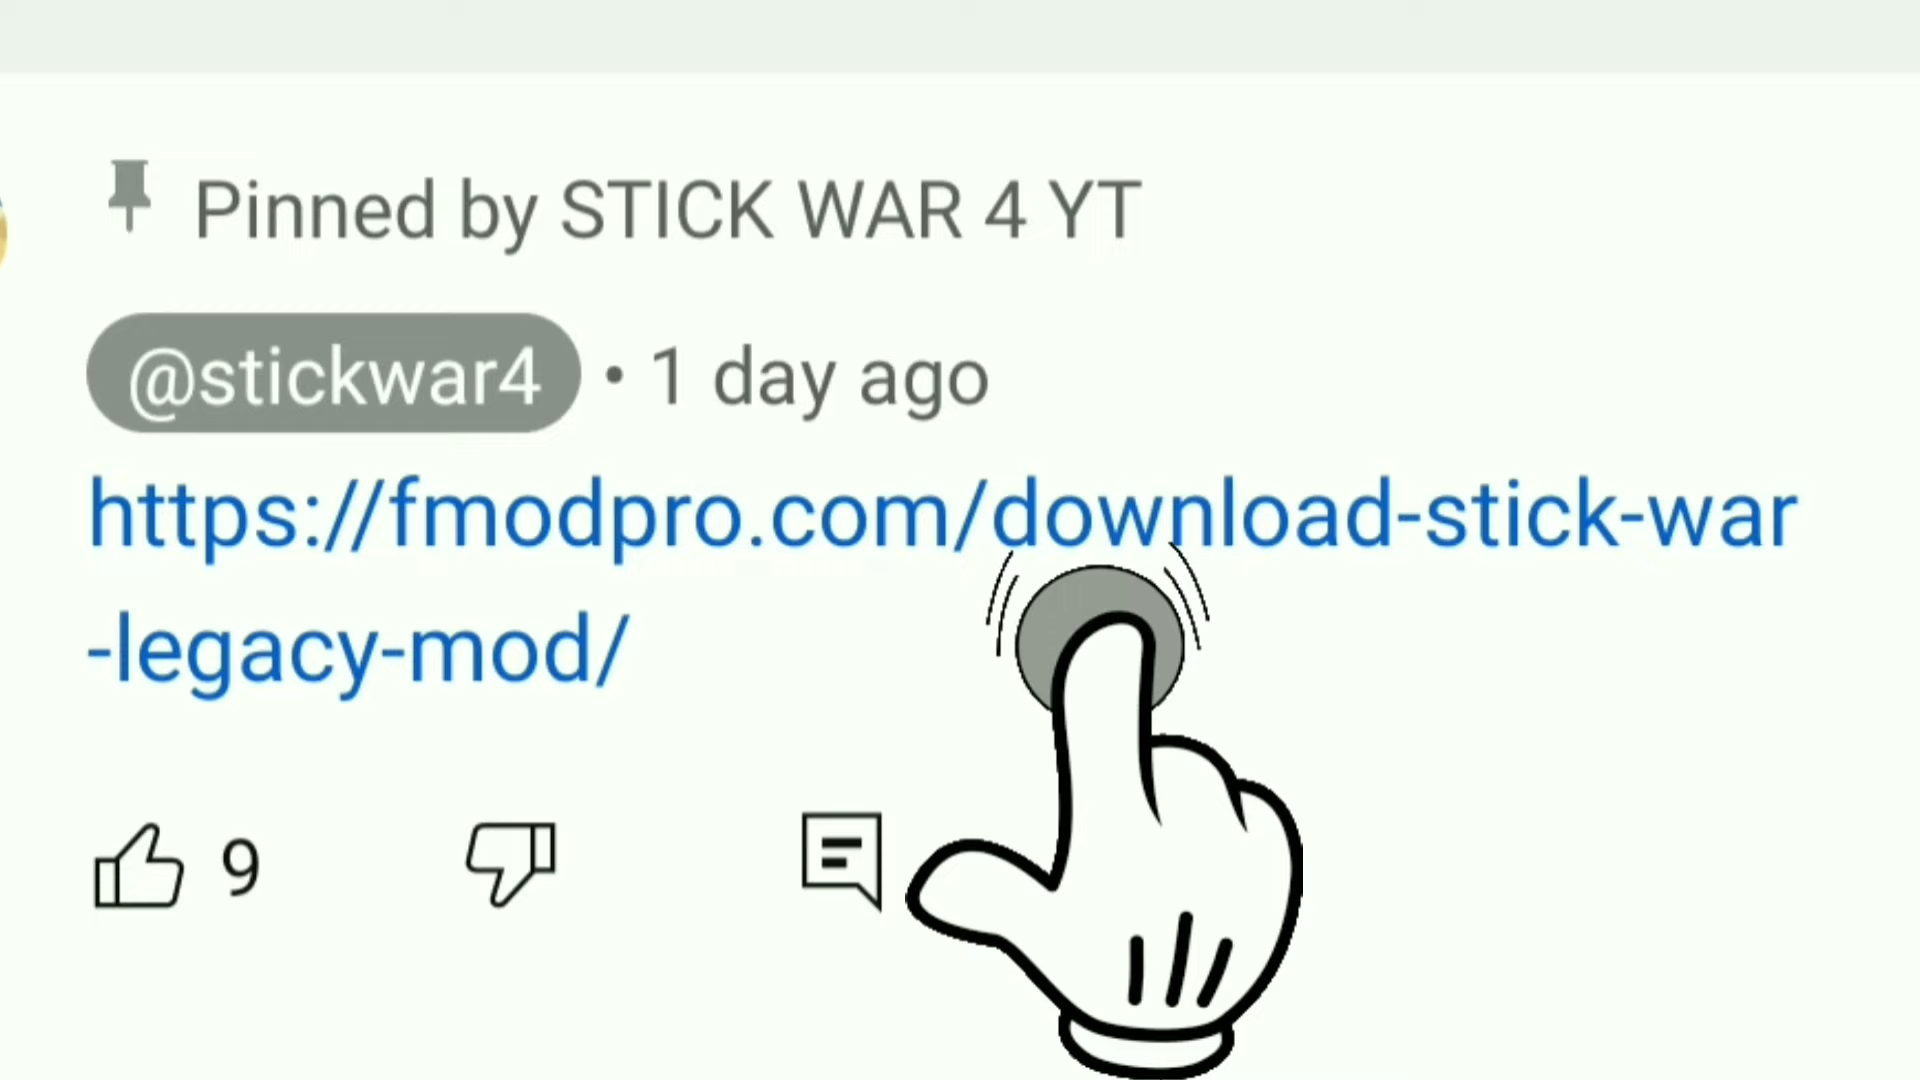 Pinned by STICK WAR 4 YT
@stickwar4 • 1 day ago
https://fmodpro.com/download-stick-war
-legacy-mod/
9